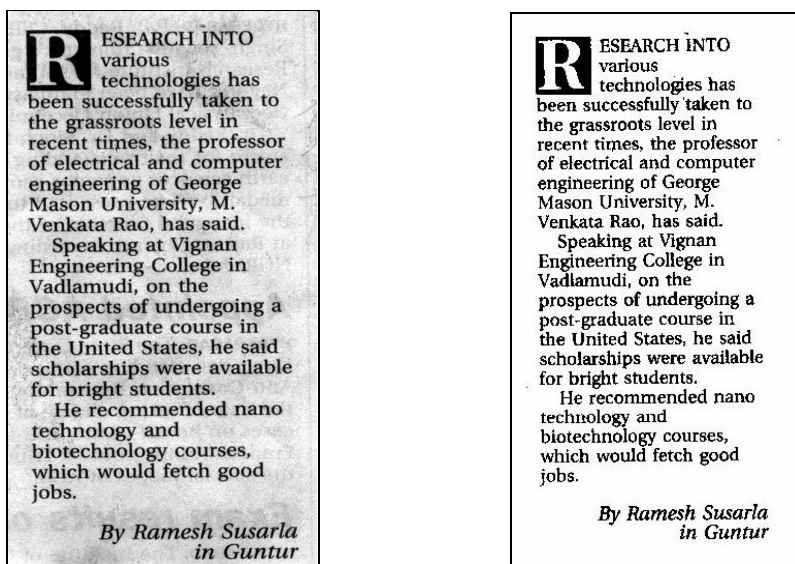 RESEARCH INTO
various
technologies has
been successfully taken to
the grassroots level in
recent times, the professor
of electrical and computer
engineering of George
Mason University, M.
Venkata Rao, has said.
Speaking at Vignan
Engineering College in
Vadlamudi, on the
prospects of undergoing a
post-graduate course in
the United States, he said
scholarships were available
for bright students.
He recommended nano
technology and
biotechnology courses,
which would fetch good
jobs.
By Ramesh Susarla
in Guntur
RESEARCH INTO
various
technologies has
been successfully taken to
the grassroots level in
recent times, the professor
of electrical and computer
engineering of George
Mason University, M.
Venkata Rao, has said.
Speaking at Vignan
Engineering College in
Vadlamudi, on the
prospects of undergoing a
post-graduate course in
the United States, he said
scholarships were available
for bright students.
He recommended nano
technology and
biotechnology courses,
which would fetch good
jobs.
By Ramesh Susarla
in Guntur